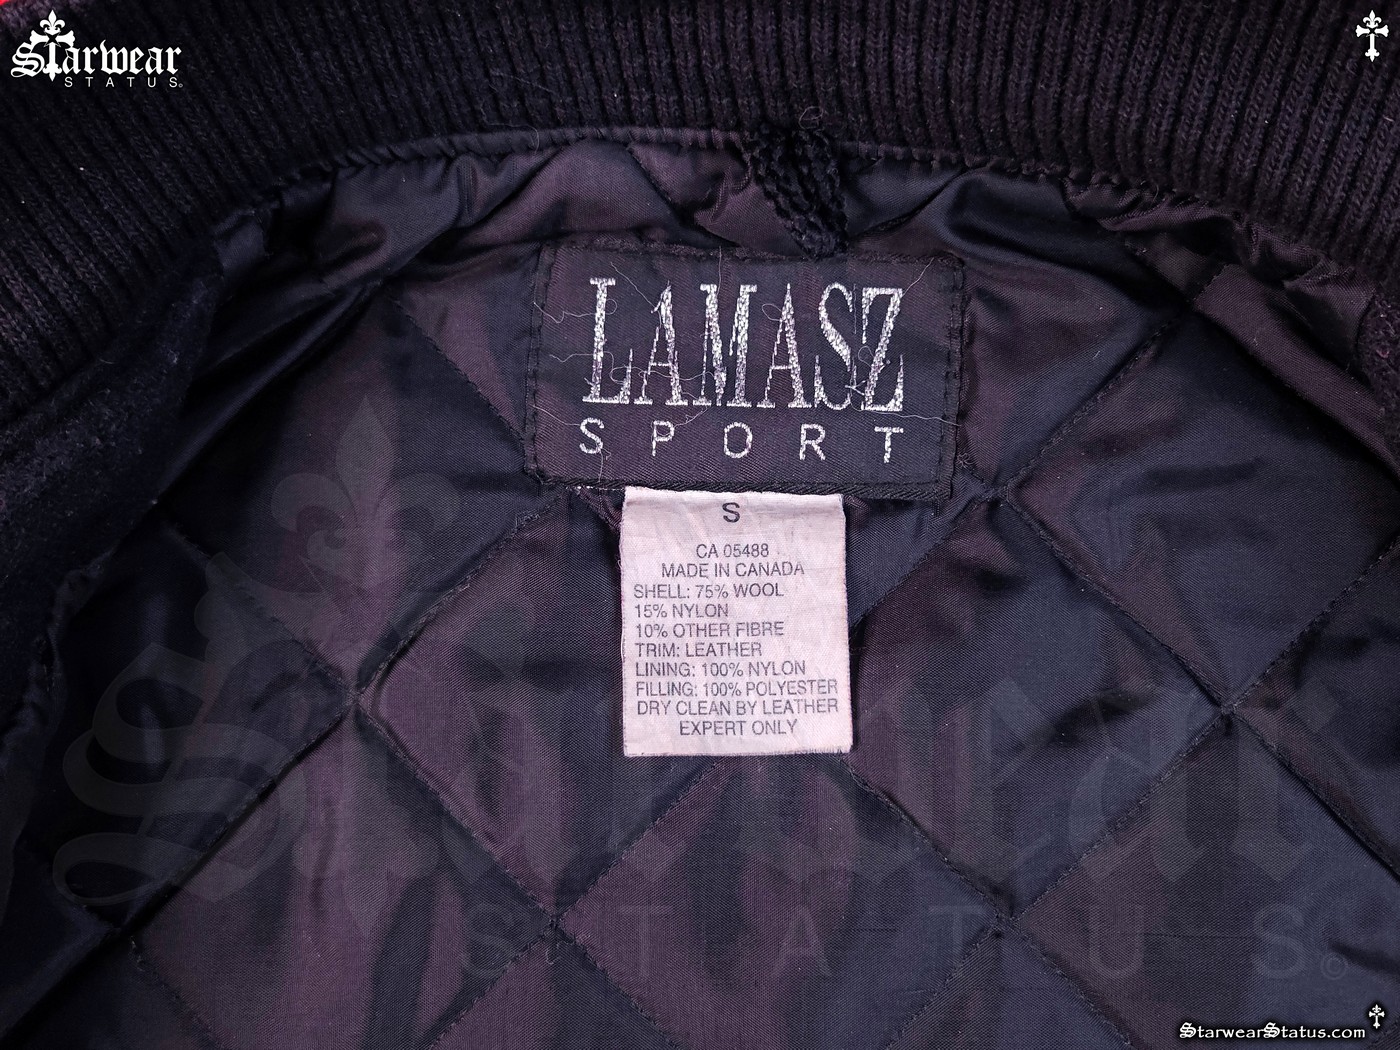 Starwear
STATUS
LAMASZ
SPORT
S
CA 05488
MADE IN CANADA
SHELL: 75% WOOL
15% NYLON
10% OTHER FIBRE
TRIM: LEATHER
LINING: 100% NYLON
FILLING: 100% POLYESTER
DRY CLEAN BY LEATHER
EXPERT ONLY
Starwear
STATUS©
StarwearStatus.com